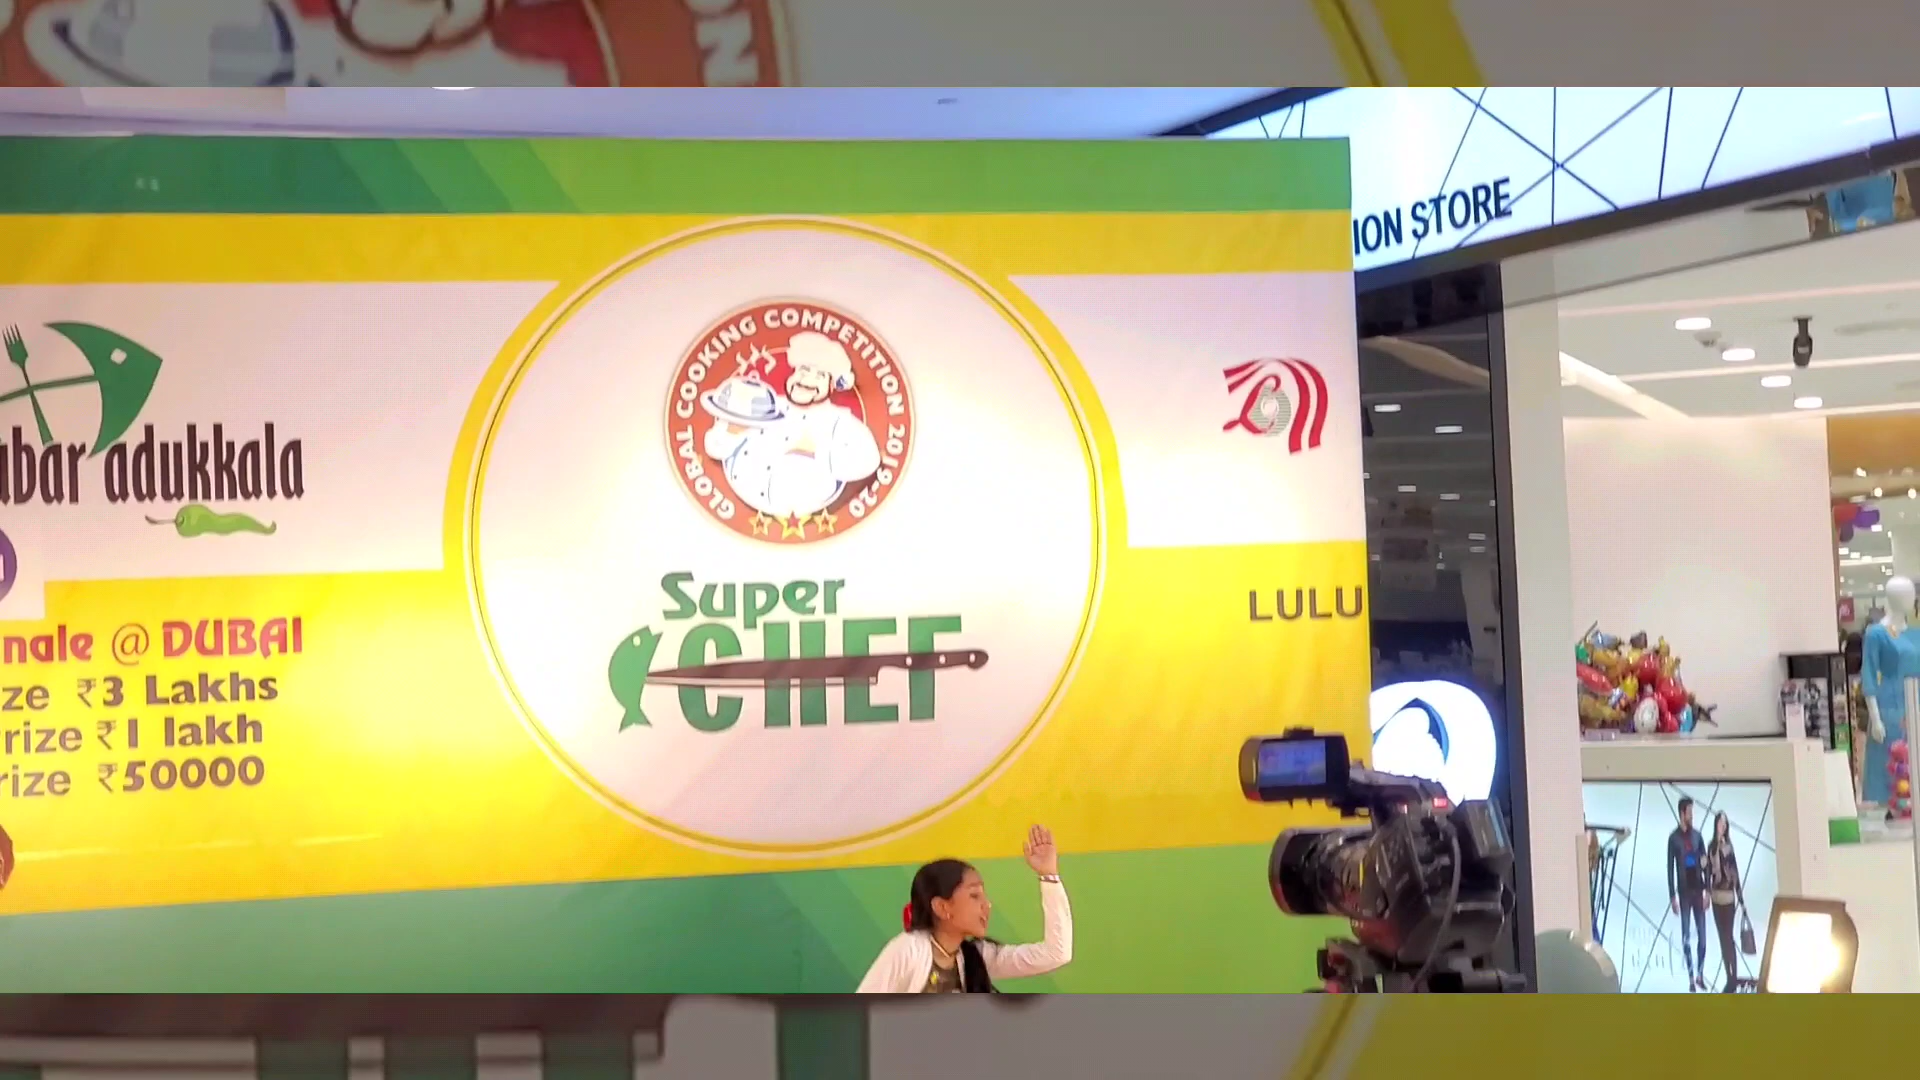 ION STORE
GLOBAL COOKING COMPETITION 2019-20
abar adukkala
Super
CHEF
LULU
nale @ DUBAI
ze ₹3 Lakhs
rize ₹1 lakh
rize ₹50000